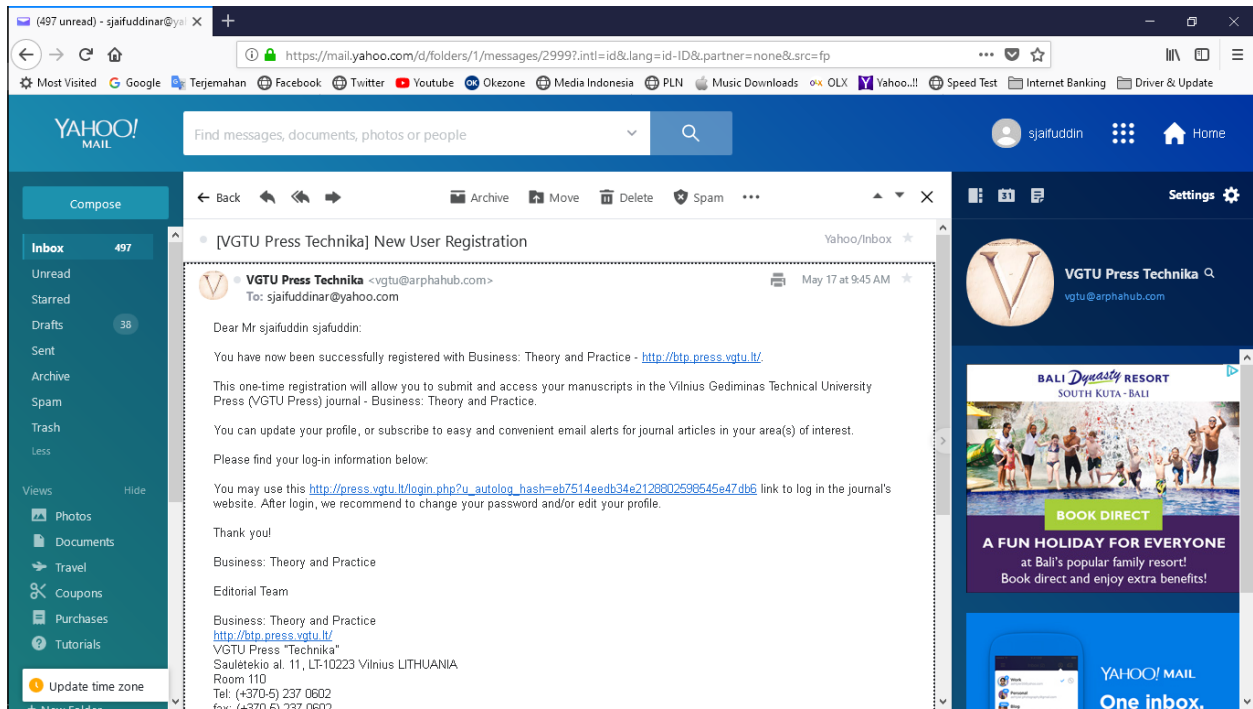 (497 unread) - sjaifuddinar@ya
https://mail.yahoo.com/d/folders/1/messages/2999?.intl=id&.lang=id-ID&.partner=none&.src=fp
Most Visited Google Terjemahan Facebook Twitter Youtube Okezone Media Indonesia PLN Music Downloads OLX Yahoo..!! Speed Test Internet Banking Driver & Update
YAHOO!
MAIL
Find messages, documents, photos or people
sjaifuddin
Home
Compose
Inbox 497
Unread
Starred
Drafts 38
Sent
Archive
Spam
Trash
Less
Views Hide
Photos
Documents
Travel
Coupons
Purchases
Tutorials
Update time zone
+ New Folder
Back Archive Move Delete Spam
[VGTU Press Technika] New User Registration Yahoo/Inbox
VGTU Press Technika <vgtu@arphahub.com> May 17 at 9:45 AM
To: sjaifuddinar@yahoo.com
Dear Mr sjaifuddin sjafuddin:
You have now been successfully registered with Business: Theory and Practice - http://btp.press.vgtu.lt/.
This one-time registration will allow you to submit and access your manuscripts in the Vilnius Gediminas Technical University
Press (VGTU Press) journal - Business: Theory and Practice.
You can update your profile, or subscribe to easy and convenient email alerts for journal articles in your area(s) of interest.
Please find your log-in information below:
You may use this http://press.vgtu.lt/login.php?u_autolog_hash=eb7514eedb34e2128802598545e47db6 link to log in the journal's
website. After login, we recommend to change your password and/or edit your profile.
Thank you!
Business: Theory and Practice
Editorial Team
Business: Theory and Practice
http://btp.press.vgtu.lt/
VGTU Press "Technika"
Saulėtekio al. 11, LT-10223 Vilnius LITHUANIA
Room 110
Tel: (+370-5) 237 0602
fax: (+370-5) 237 0602
31
Settings
V
VGTU Press Technika
vgtu@arphahub.com
BALI Dynasty RESORT
SOUTH KUTA - BALI
BOOK DIRECT
A FUN HOLIDAY FOR EVERYONE
at Bali's popular family resort!
Book direct and enjoy extra benefits!
Work
Personal
Blog
YAHOO! MAIL
One inbox.